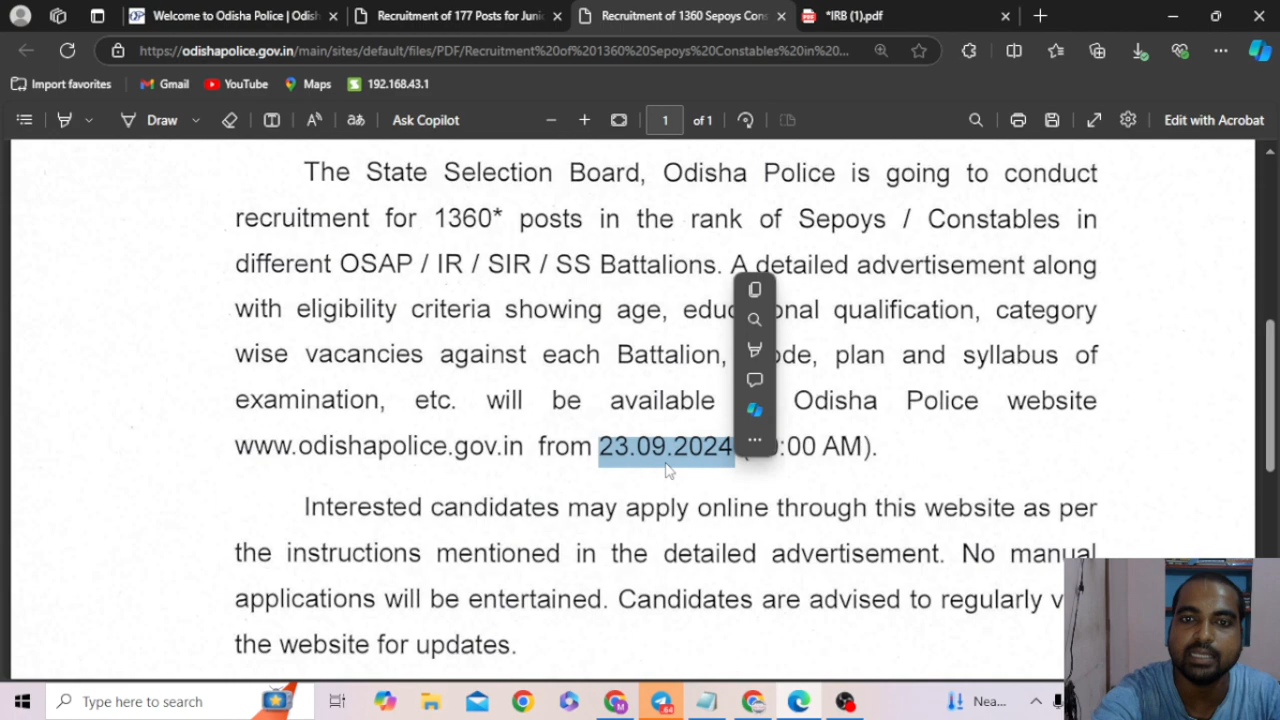 Welcome to Odisha Police | Odish
Recruitment of 177 Posts for Juni
Recruitment of 1360 Sepoys Cons
*IRB (1).pdf
https://odishapolice.gov.in/main/sites/default/files/PDF/Recruitment%20of%201360%20Sepoys%20Constables%20in%20...
Import favorites
Gmail
YouTube
Maps
192.168.43.1
Draw
Ask Copilot
1 of 1
Edit with Acrobat
The State Selection Board, Odisha Police is going to conduct
recruitment for 1360* posts in the rank of Sepoys / Constables in
different OSAP / IR / SIR / SS Battalions. A detailed advertisement along
with eligibility criteria showing age, educ onal qualification, category
wise vacancies against each Battalion, ode, plan and syllabus of
examination, etc. will be available Odisha Police website
www.odishapolice.gov.in from 23.09.2024 ( 0:00 AM).
Interested candidates may apply online through this website as per
the instructions mentioned in the detailed advertisement. No manual
applications will be entertained. Candidates are advised to regularly v
the website for updates.
Type here to search
64
Nea...